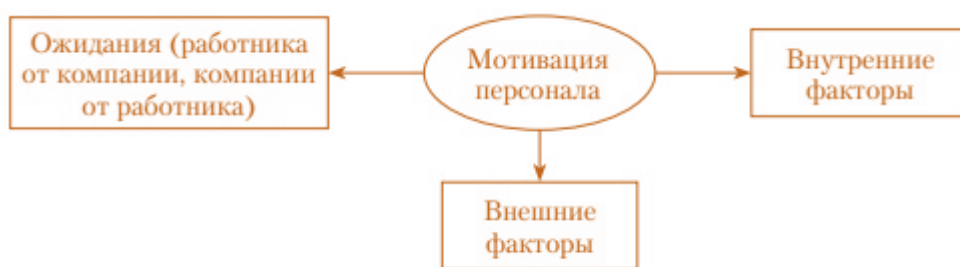 Ожидания (работника
от компании, компании
от работника)
Мотивация
персонала
Внутренние
факторы
Внешние
факторы